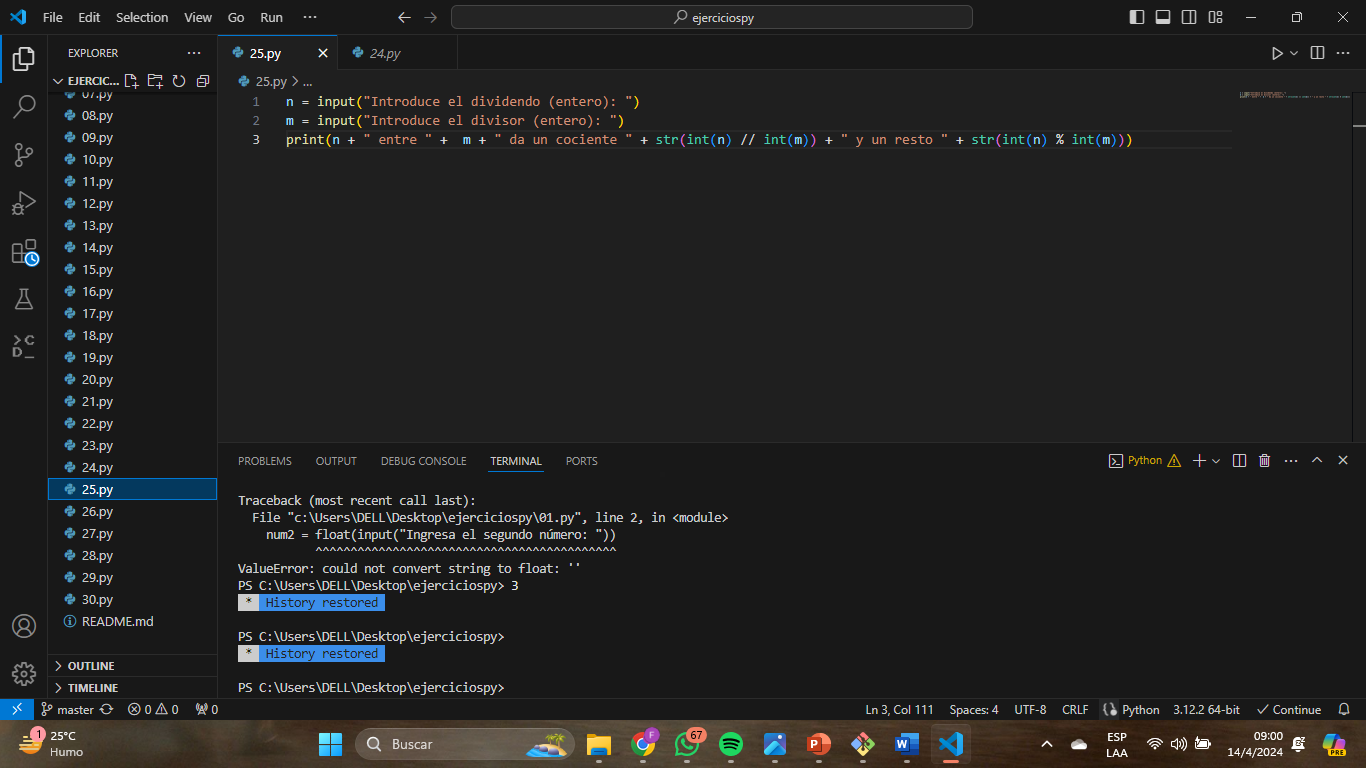 File Edit Selection View Go Run ··· ejerciciospy
EXPLORER ···
25.py 24.py
EJERCIC...
25.py > ...
07.py
08.py
09.py
10.py
11.py
12.py
13.py
14.py
15.py
16.py
17.py
18.py
19.py
20.py
21.py
22.py
23.py
24.py
25.py
26.py
27.py
28.py
29.py
30.py
README.md
OUTLINE
TIMELINE
1 n = input("Introduce el dividendo (entero): ")
2 m = input("Introduce el divisor (entero): ")
3 print(n + " entre " +  m + " da un cociente " + str(int(n) // int(m)) + " y un resto " + str(int(n) % int(m)))
PROBLEMS OUTPUT DEBUG CONSOLE TERMINAL PORTS Python
Traceback (most recent call last):
  File "c:\Users\DELL\Desktop\ejerciciospy\01.py", line 2, in <module>
    num2 = float(input("Ingresa el segundo número: "))
           ^^^^^^^^^^^^^^^^^^^^^^^^^^^^^^^^^^^^^^^^^^^
ValueError: could not convert string to float: ''
PS C:\Users\DELL\Desktop\ejerciciospy> 3
 *  History restored
PS C:\Users\DELL\Desktop\ejerciciospy>
 *  History restored
PS C:\Users\DELL\Desktop\ejerciciospy>
master 0 0 0 Ln 3, Col 111 Spaces: 4 UTF-8 CRLF Python 3.12.2 64-bit Continue
1 25°C
Humo
Buscar
F
67
ESP
LAA
09:00
14/4/2024
PRE